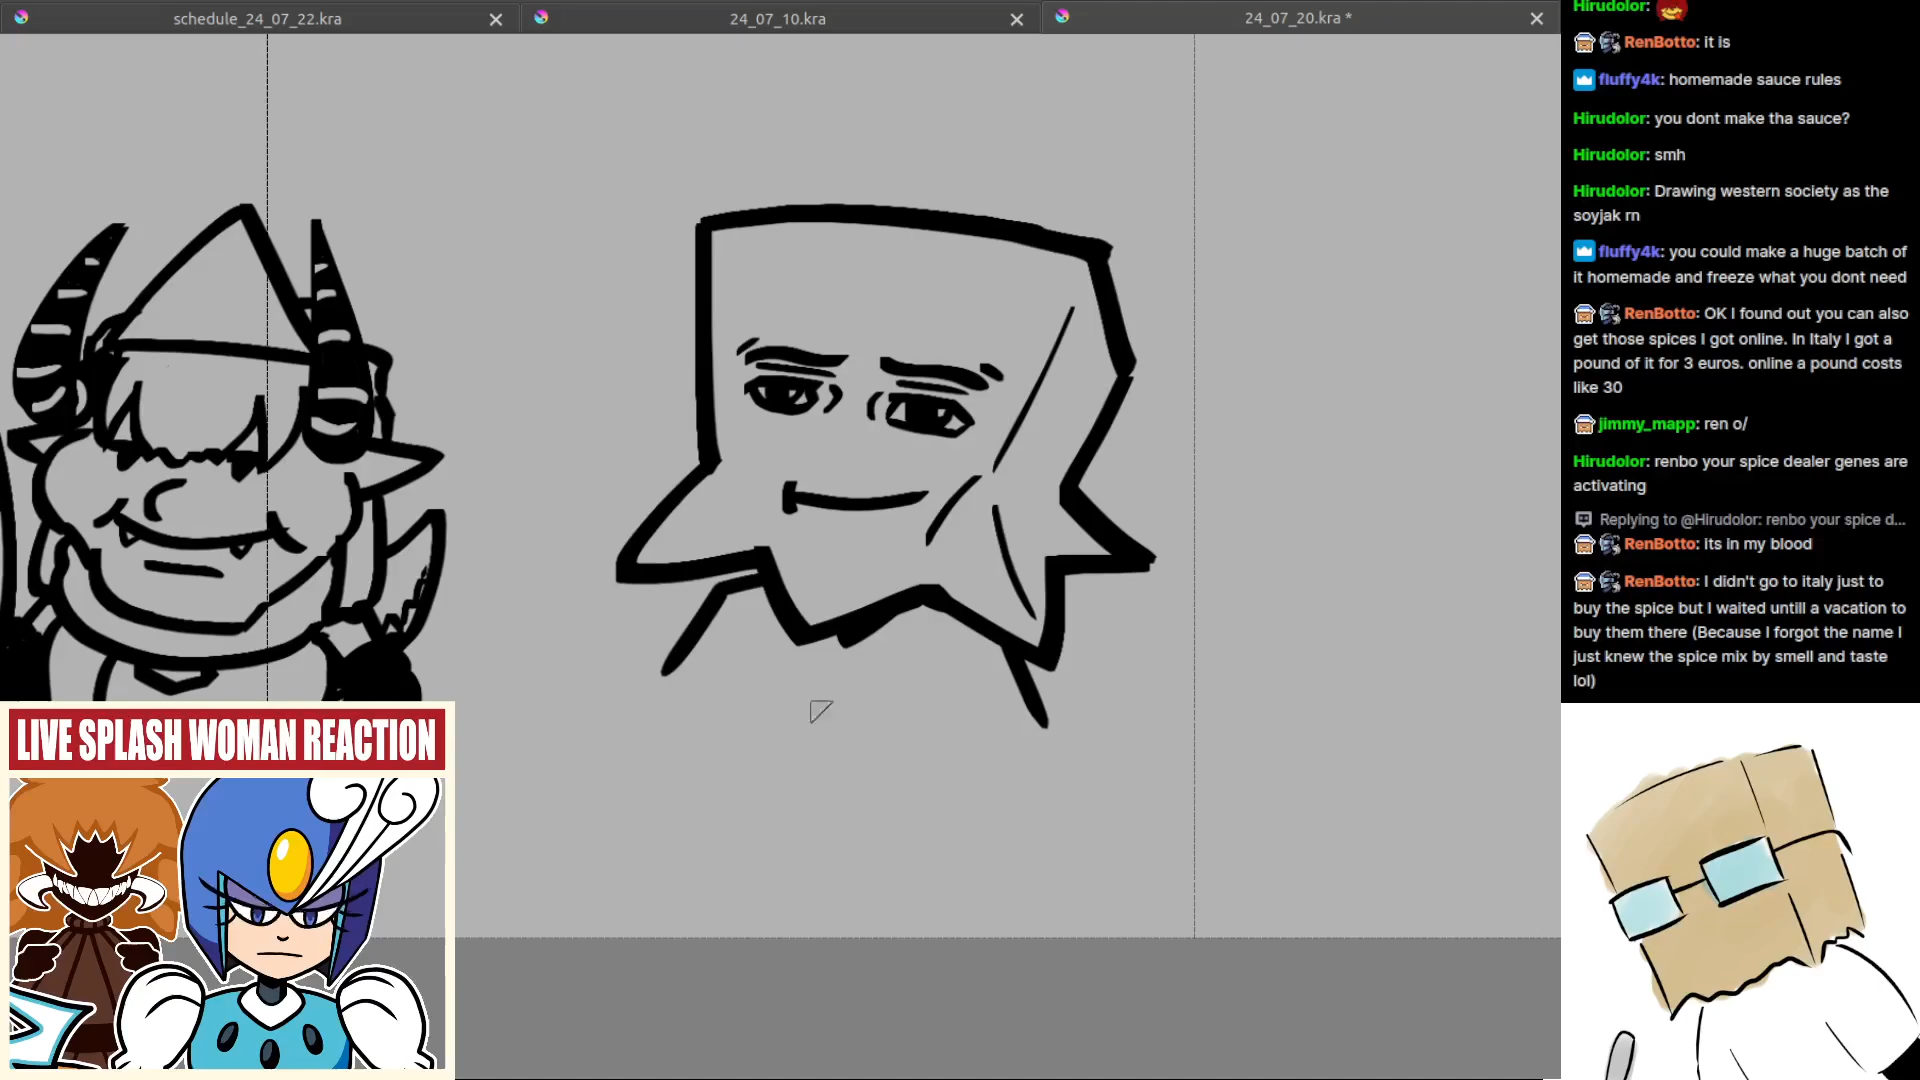 schedule_24_07_22.kra
24_07_10.kra
24_07_20.kra *
Hirudolor:
RenBotto: it is
fluffy4k: homemade sauce rules
Hirudolor: you dont make tha sauce?
Hirudolor: smh
Hirudolor: Drawing western society as the
soyjak rn
fluffy4k: you could make a huge batch of
it homemade and freeze what you dont need
RenBotto: OK I found out you can also
get those spices I got online. In Italy I got a
pound of it for 3 euros. online a pound costs
like 30
jimmy_mapp: ren o/
Hirudolor: renbo your spice dealer genes are
activating
Replying to @Hirudolor: renbo your spice d...
RenBotto: its in my blood
RenBotto: I didn't go to italy just to
buy the spice but I waited untill a vacation to
buy them there (Because I forgot the name I
just knew the spice mix by smell and taste
lol)
LIVE SPLASH WOMAN REACTION